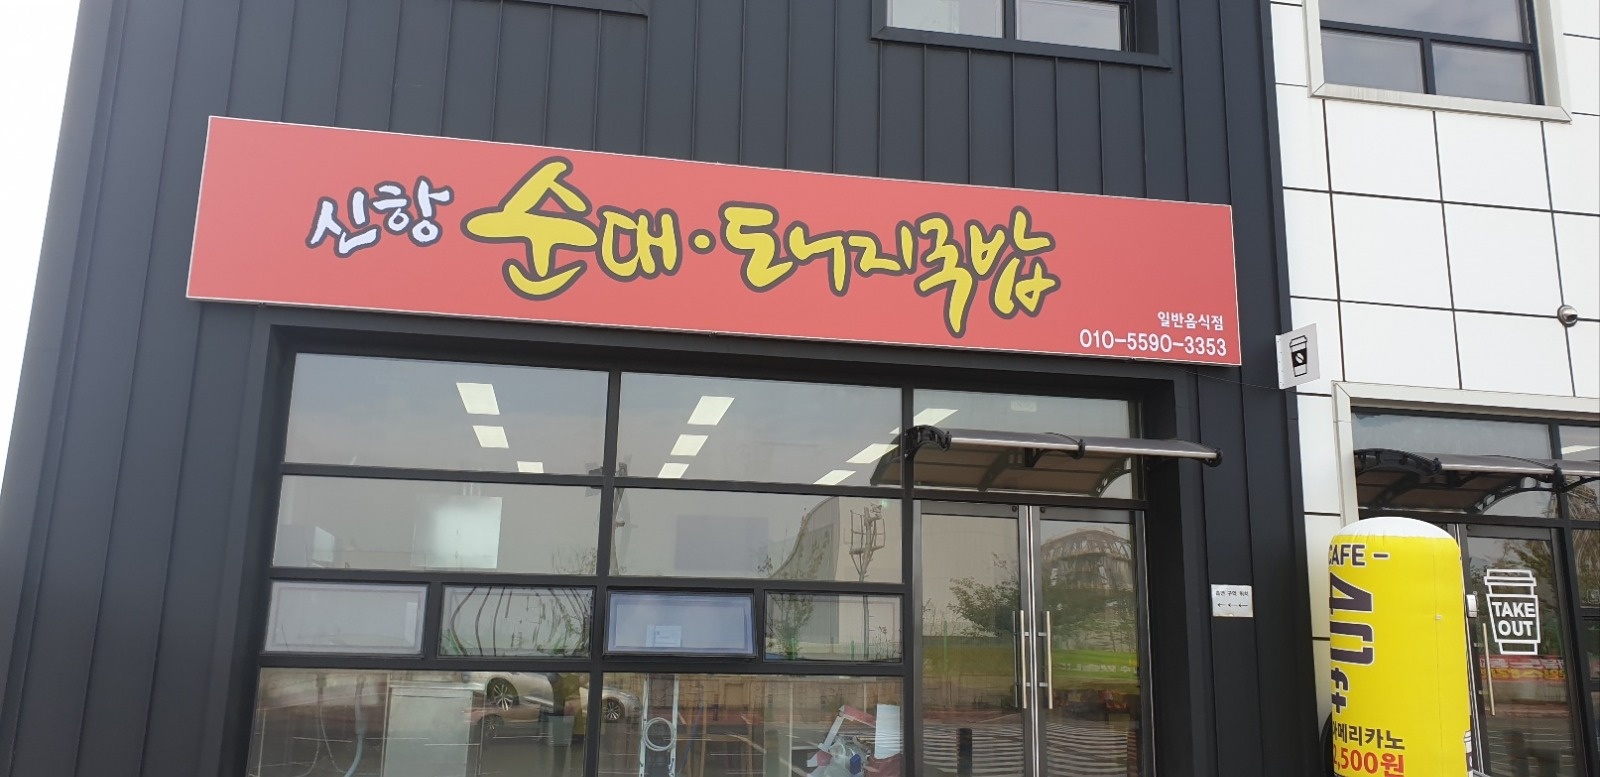 신항 순대·돼지국밥
일반음식점
010-5590-3353
CAFE -
아메리카노
2,500원
TAKE
OUT